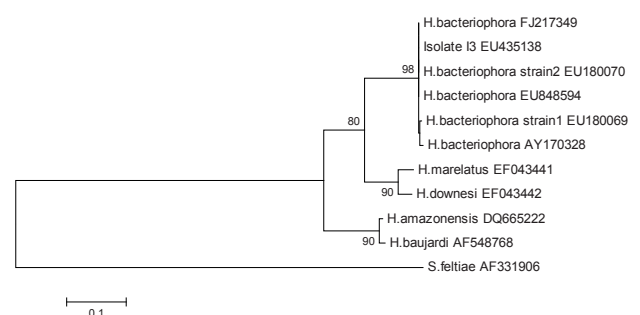 H.bacteriophora FJ217349
Isolate I3 EU435138
98
H.bacteriophora strain2 EU180070
H.bacteriophora EU848594
80
H.bacteriophora strain1 EU180069
H.bacteriophora AY170328
H.marelatus EF043441
90
H.downesi EF043442
H.amazonensis DQ665222
90
H.baujardi AF548768
S.feltiae AF331906
0.1